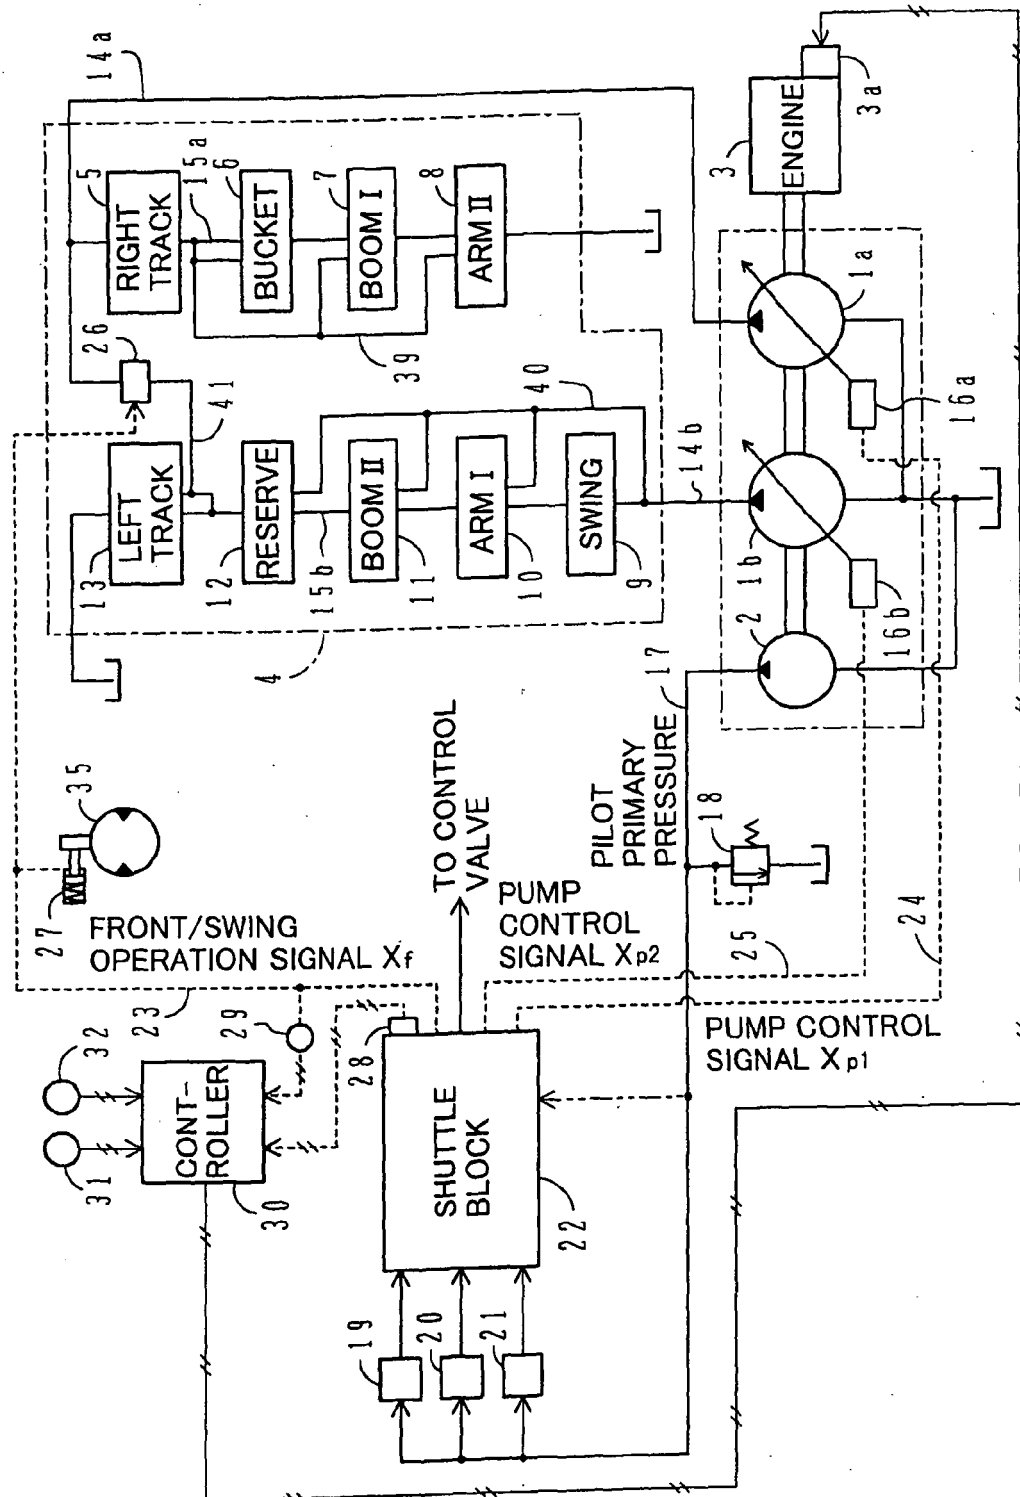 14a
5
RIGHT
TRACK
15a
6
BUCKET
7
BOOM I
8
ARM II
39
26
41
13
LEFT
TRACK
12
RESERVE
15b
BOOM II
11
ARM I
10
SWING
9
40
4
14b
3
ENGINE
3a
1a
1b
2
16a
16b
17
PILOT
PRIMARY
PRESSURE
18
24
25
35
27
FRONT/SWING
OPERATION SIGNAL Xf
TO CONTROL
VALVE
PUMP
CONTROL
SIGNAL Xp2
PUMP CONTROL
SIGNAL Xp1
23
29
32
31
CONT-
ROLLER
30
28
SHUTTLE
BLOCK
22
19
20
21